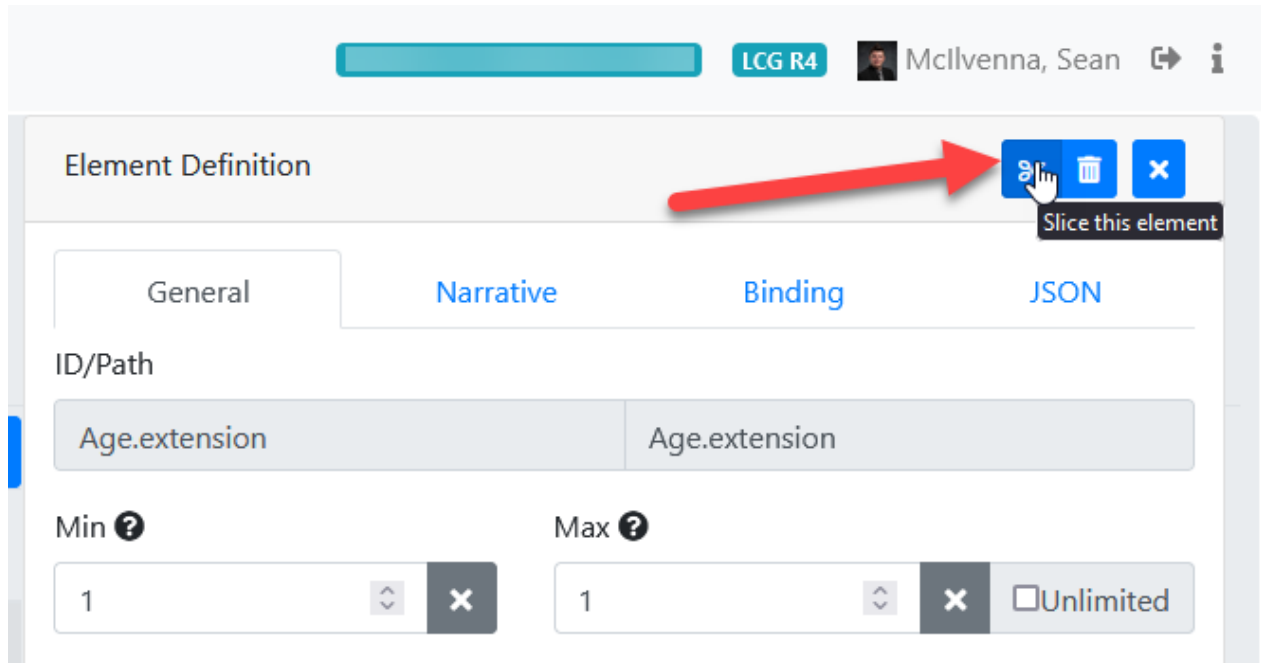 LCG R4 McIlvenna, Sean
Element Definition
Slice this element
General Narrative Binding JSON
ID/Path
Age.extension Age.extension
Min Max
1 1 Unlimited